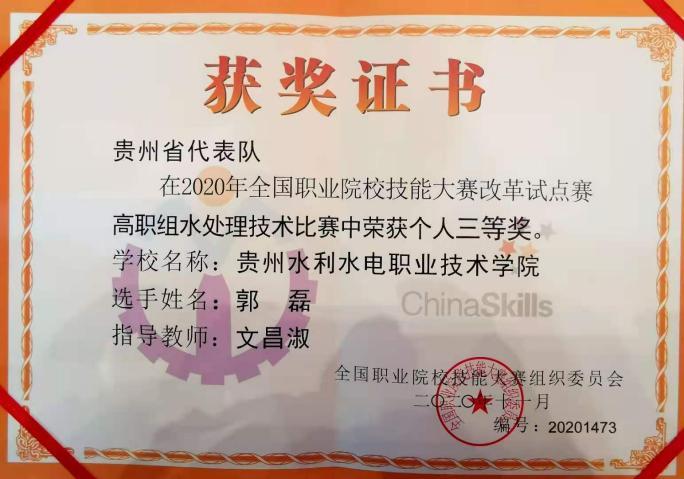 获奖证书
贵州省代表队
在2020年全国职业院校技能大赛改革试点赛
高职组水处理技术比赛中荣获个人三等奖。
学校名称：贵州水利水电职业技术学院
选手姓名：郭 磊
指导教师：文昌淑
ChinaSkills
全国职业院校技能大赛组织委员会
二〇二〇年十一月
编号：20201473